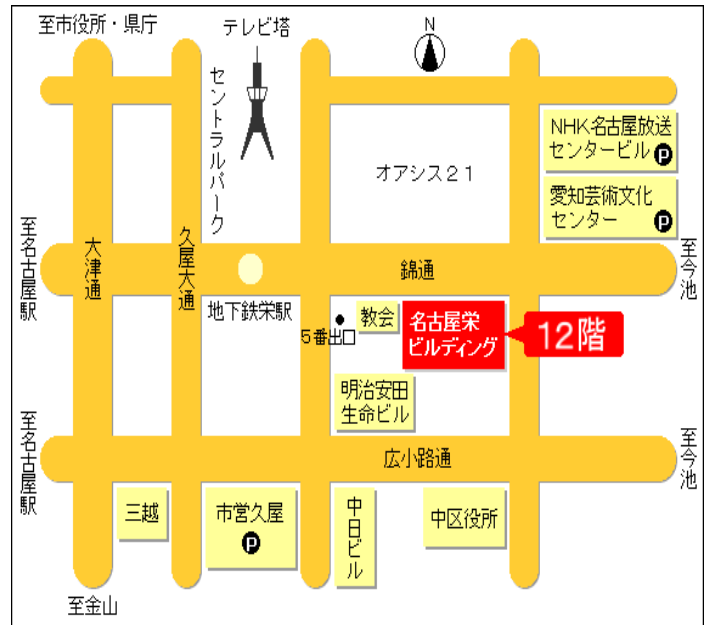 至市役所・県庁
テレビ塔
N
セントラルパーク
NHK名古屋放送
センタービル P
オアシス21
愛知芸術文化
センター P
至名古屋駅
大津通
久屋大通
錦通
至今池
地下鉄栄駅
5番出口
教会
名古屋栄
ビルディング
12階
明治安田
生命ビル
至名古屋駅
広小路通
至今池
三越
市営久屋
P
中日ビル
中区役所
至金山